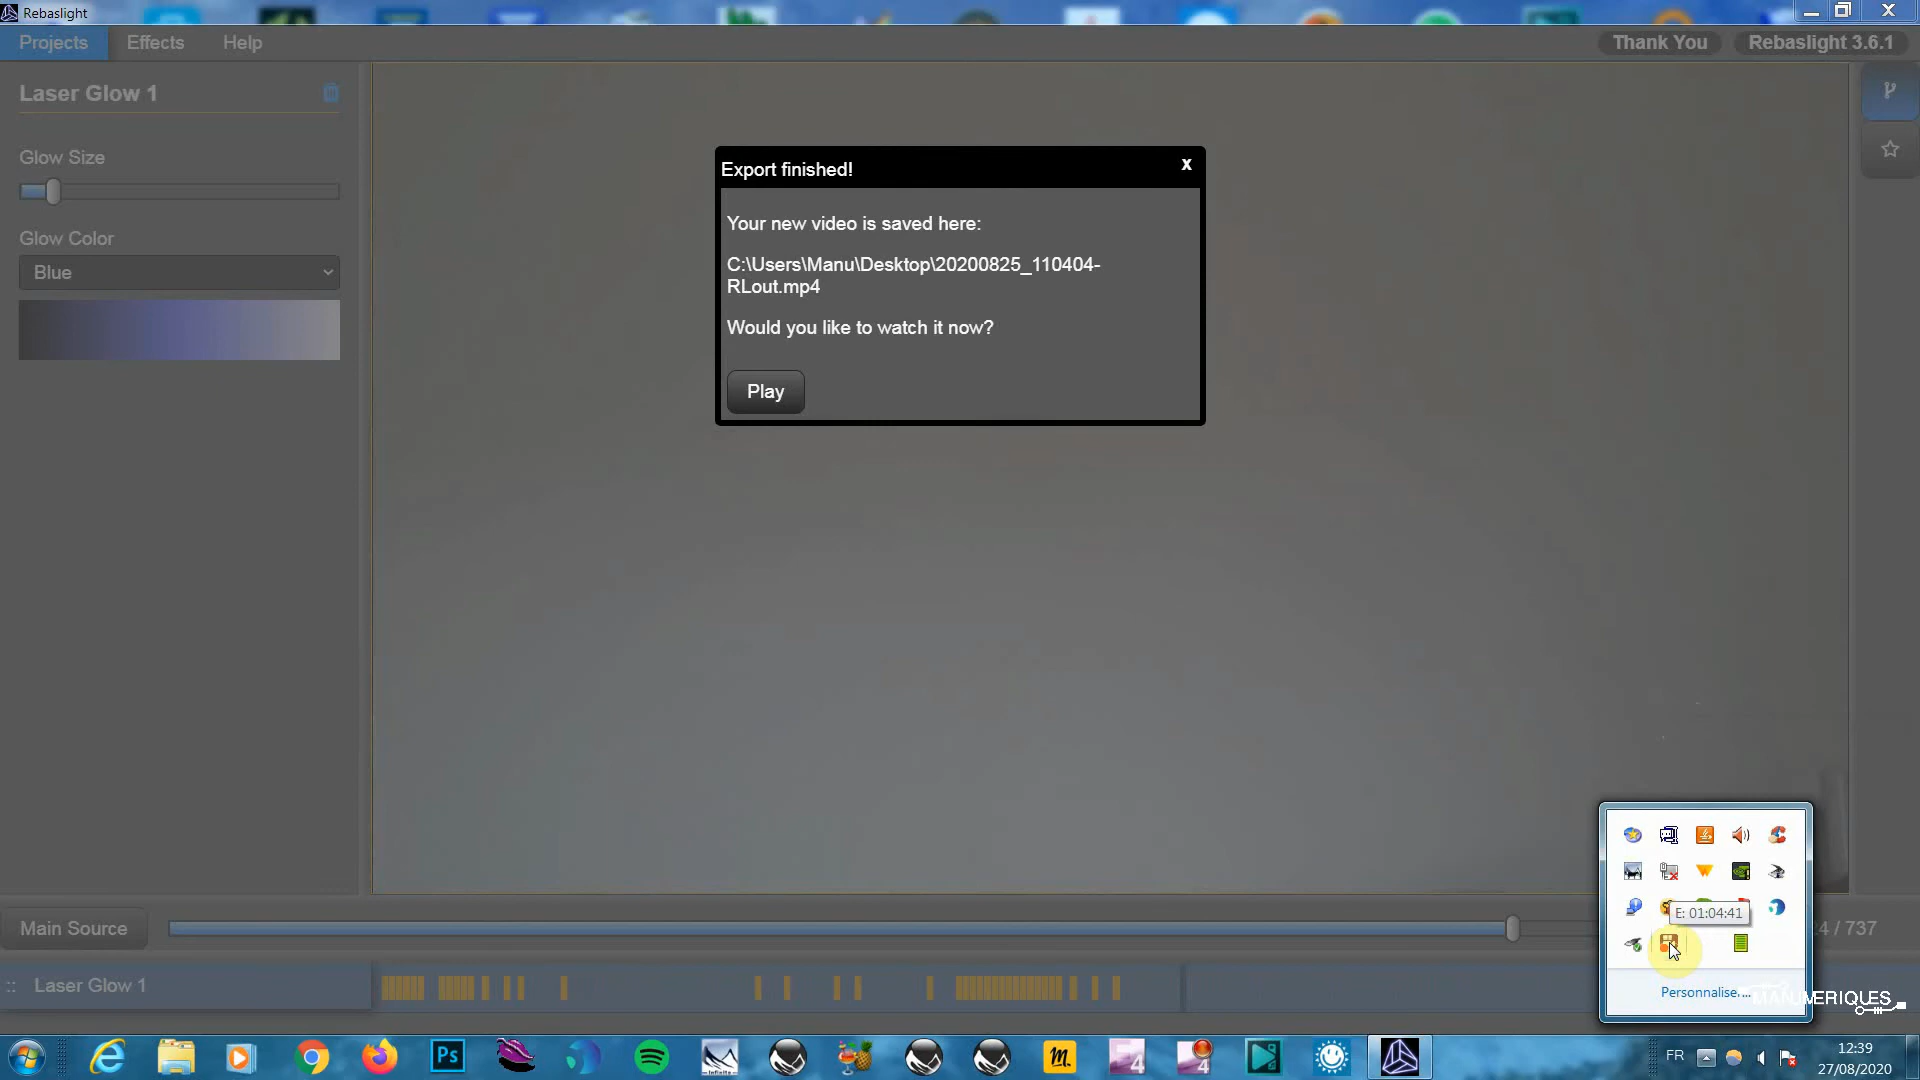 Rebaslight
Projects
Effects
Help
Thank You
Rebaslight 3.6.1
Laser Glow 1
Glow Size
Glow Color
Blue
Export finished!
x
Your new video is saved here:
C:\Users\Manu\Desktop\20200825_110404-
RLout.mp4
Would you like to watch it now?
Play
E: 01:04:41
Personnalise...
MANUMERIQUES
Main Source
4 / 737
:: Laser Glow 1
Ps
FR
12:39
27/08/2020